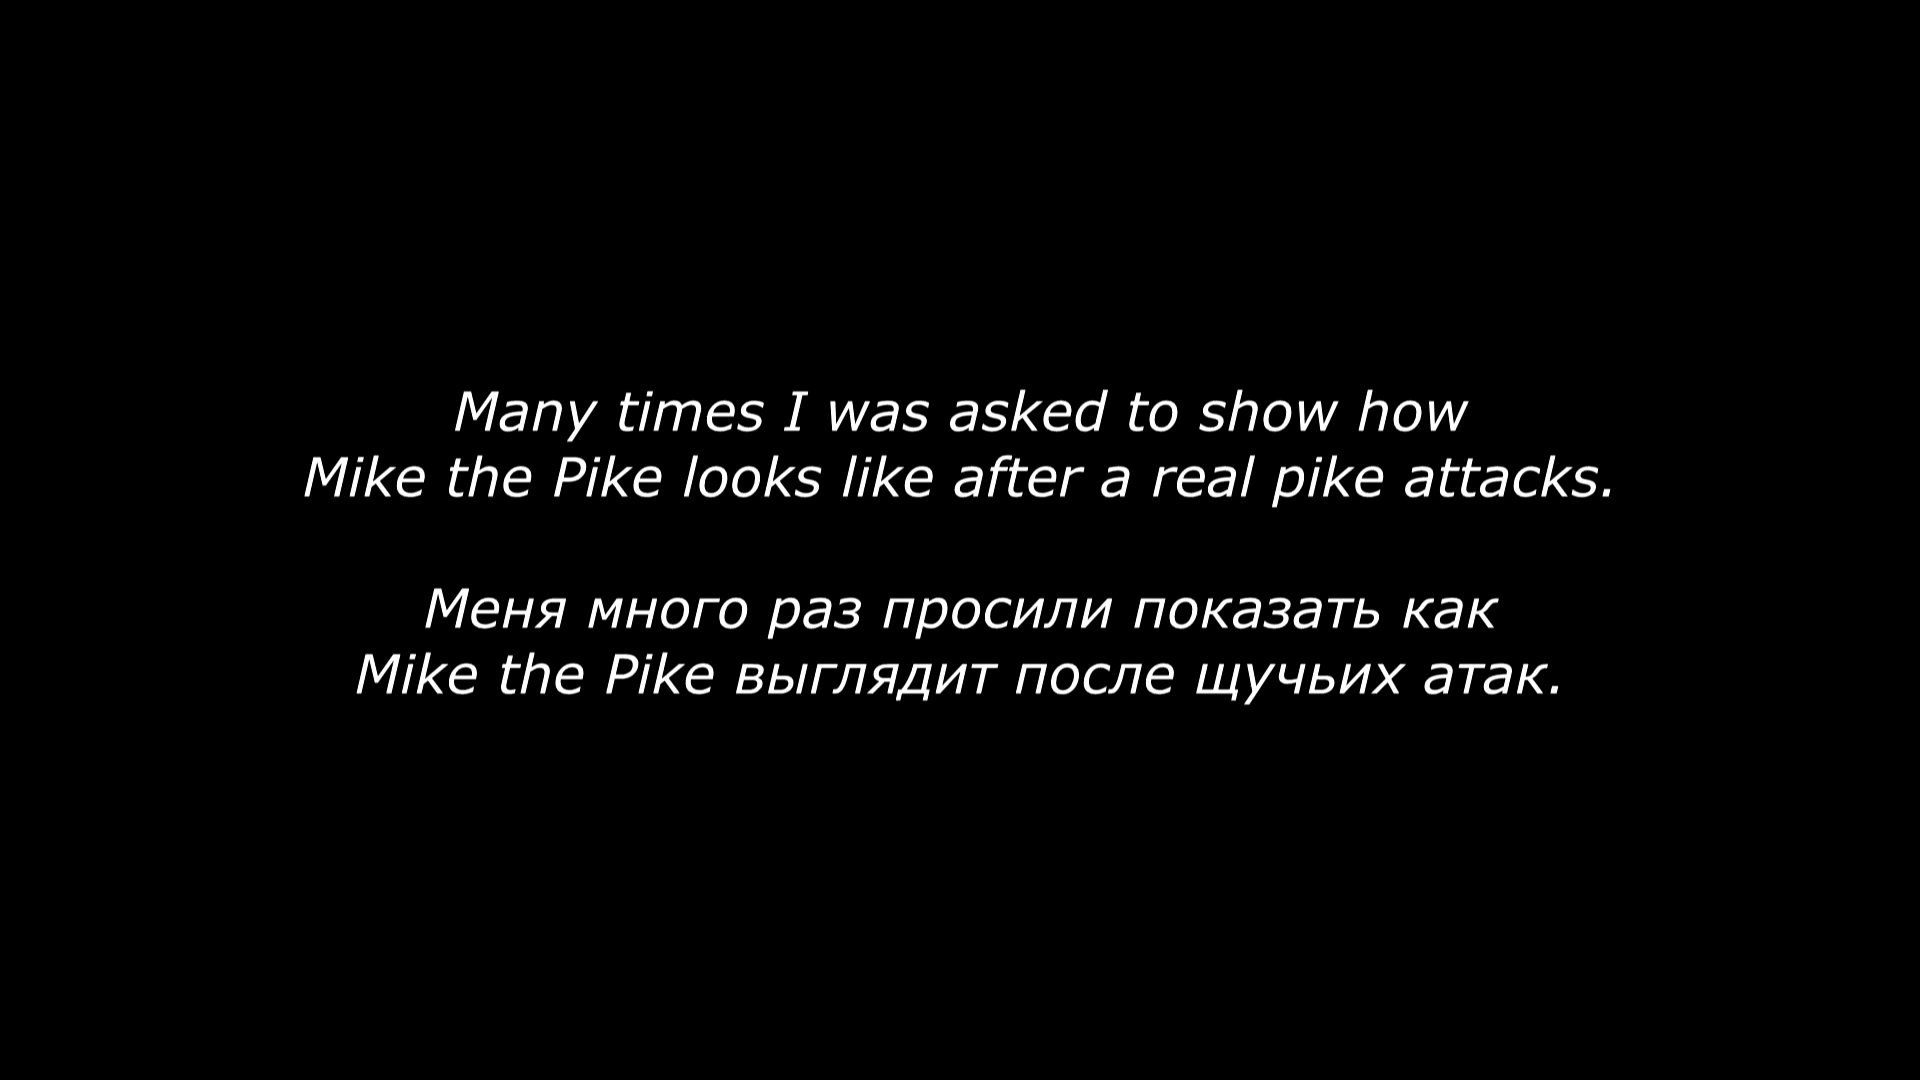 Many times I was asked to show how
Mike the Pike looks like after a real pike attacks.
Меня много раз просили показать как
Mike the Pike выглядит после щучьих атак.